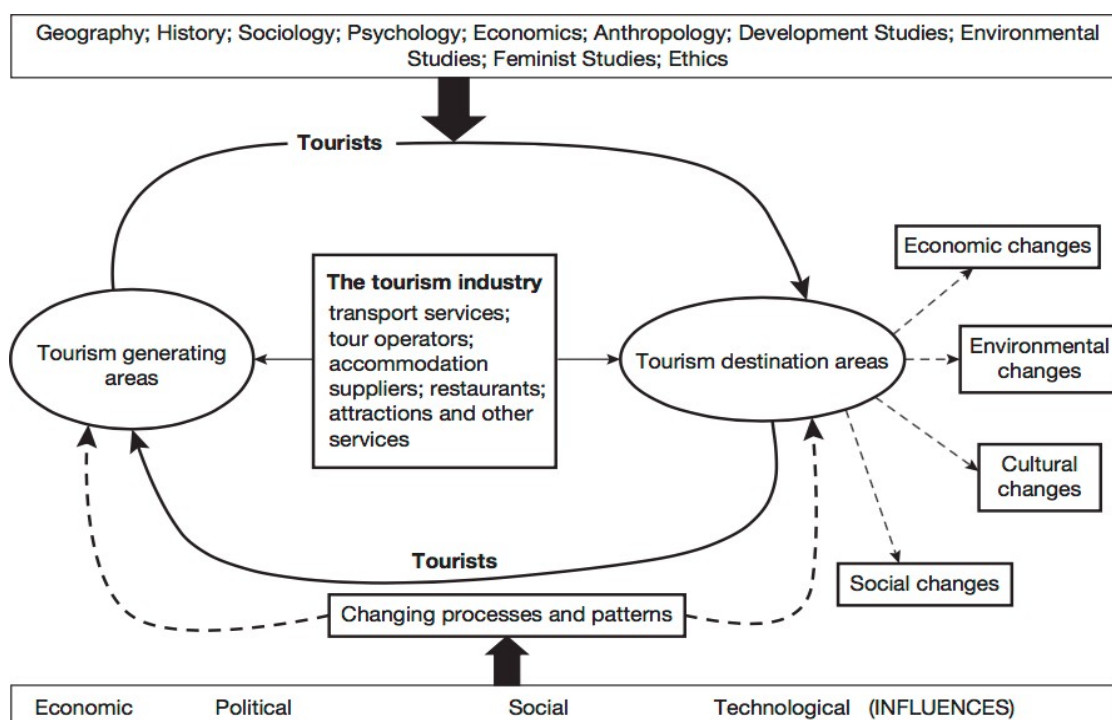 Geography; History; Sociology; Psychology; Economics; Anthropology; Development Studies; Environmental
Studies; Feminist Studies; Ethics
Tourists
The tourism industry
transport services;
tour operators;
accommodation
suppliers; restaurants;
attractions and other
services
Tourism generating
areas
Tourism destination areas
Economic changes
Environmental
changes
Cultural
changes
Social changes
Tourists
Changing processes and patterns
Economic Political Social Technological (INFLUENCES)